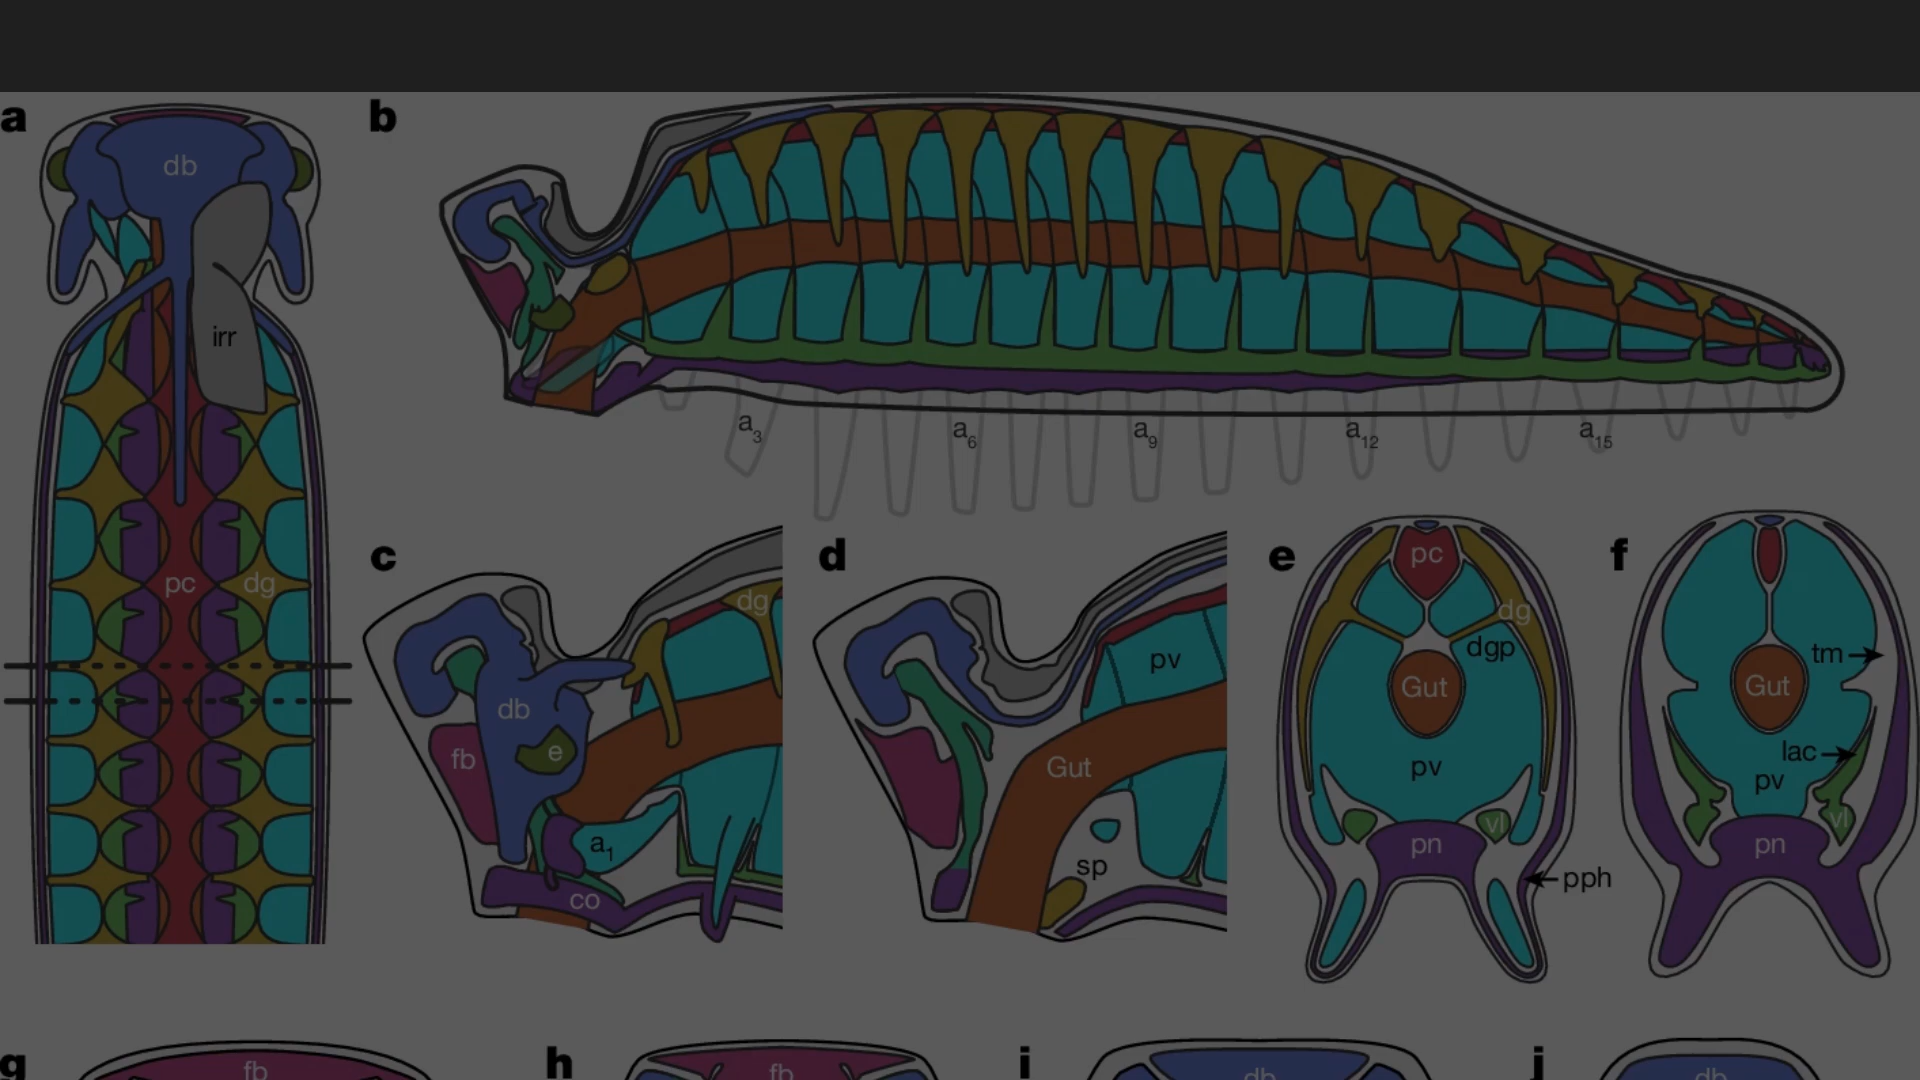 a
db
irr
pc
dg
b
a3
a6
a9
a12
a15
c
dg
db
fb
e
a1
co
d
pv
Gut
sp
e
pc
dg
dgp
Gut
pv
vl
pn
pph
f
tm
Gut
lac
pv
vl
pn
g
fb
h
fb
i
db
j
db